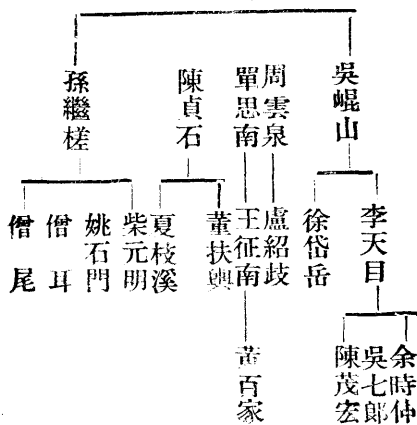 吳崐山
周雲泉
單思南
陳貞石
孫繼槎
李天目
徐岱岳
盧紹歧
王征南
董扶輿
夏枝溪
柴元明
姚石門
僧耳
僧尾
余時仲
吳七郎
陳茂宏
黃百家